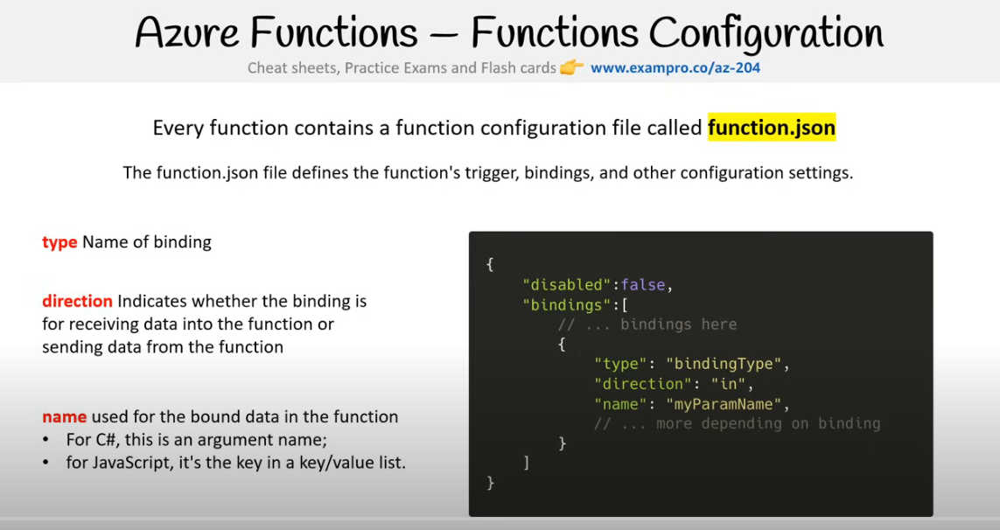 Azure Functions — Functions Configuration
Cheat sheets, Practice Exams and Flash cards 👉 www.exampro.co/az-204
Every function contains a function configuration file called function.json
The function.json file defines the function's trigger, bindings, and other configuration settings.
type Name of binding
direction Indicates whether the binding is
for receiving data into the function or
sending data from the function
name used for the bound data in the function
• For C#, this is an argument name;
• for JavaScript, it's the key in a key/value list.
{
    "disabled":false,
    "bindings":[
        // ... bindings here
        {
            "type": "bindingType",
            "direction": "in",
            "name": "myParamName",
            // ... more depending on binding
        }
    ]
}